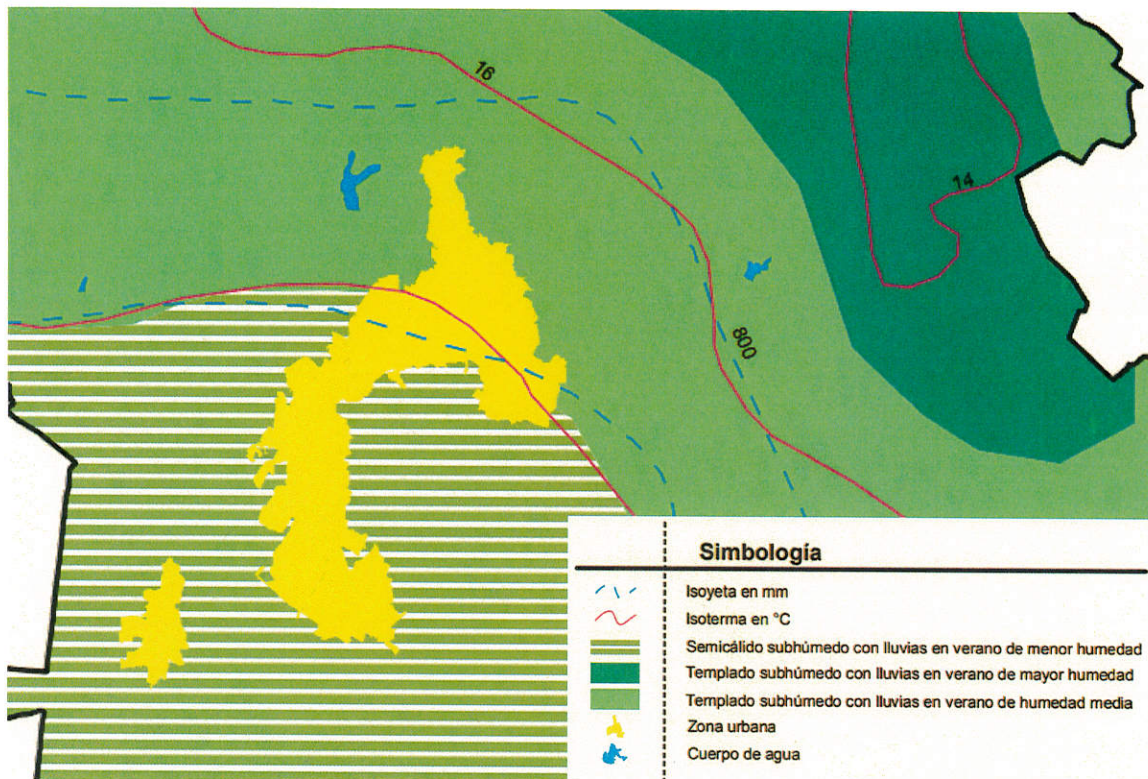 16
14
800
Simbología
Isoyeta en mm
Isoterma en °C
Semicálido subhúmedo con lluvias en verano de menor humedad
Templado subhúmedo con lluvias en verano de mayor humedad
Templado subhúmedo con lluvias en verano de humedad media
Zona urbana
Cuerpo de agua